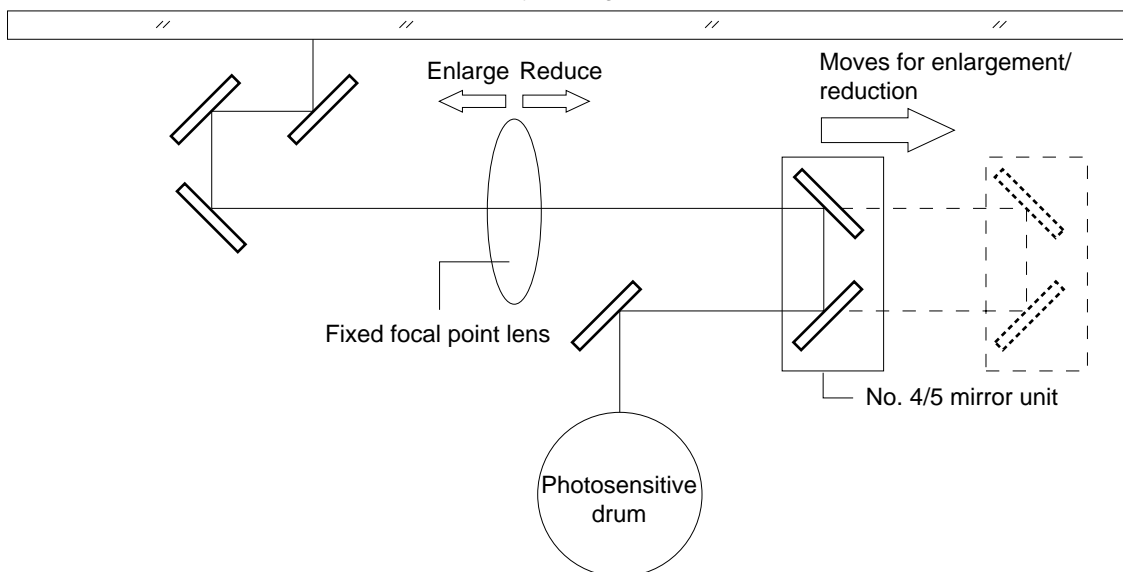 Enlarge Reduce
Moves for enlargement/
reduction
Fixed focal point lens
No. 4/5 mirror unit
Photosensitive
drum